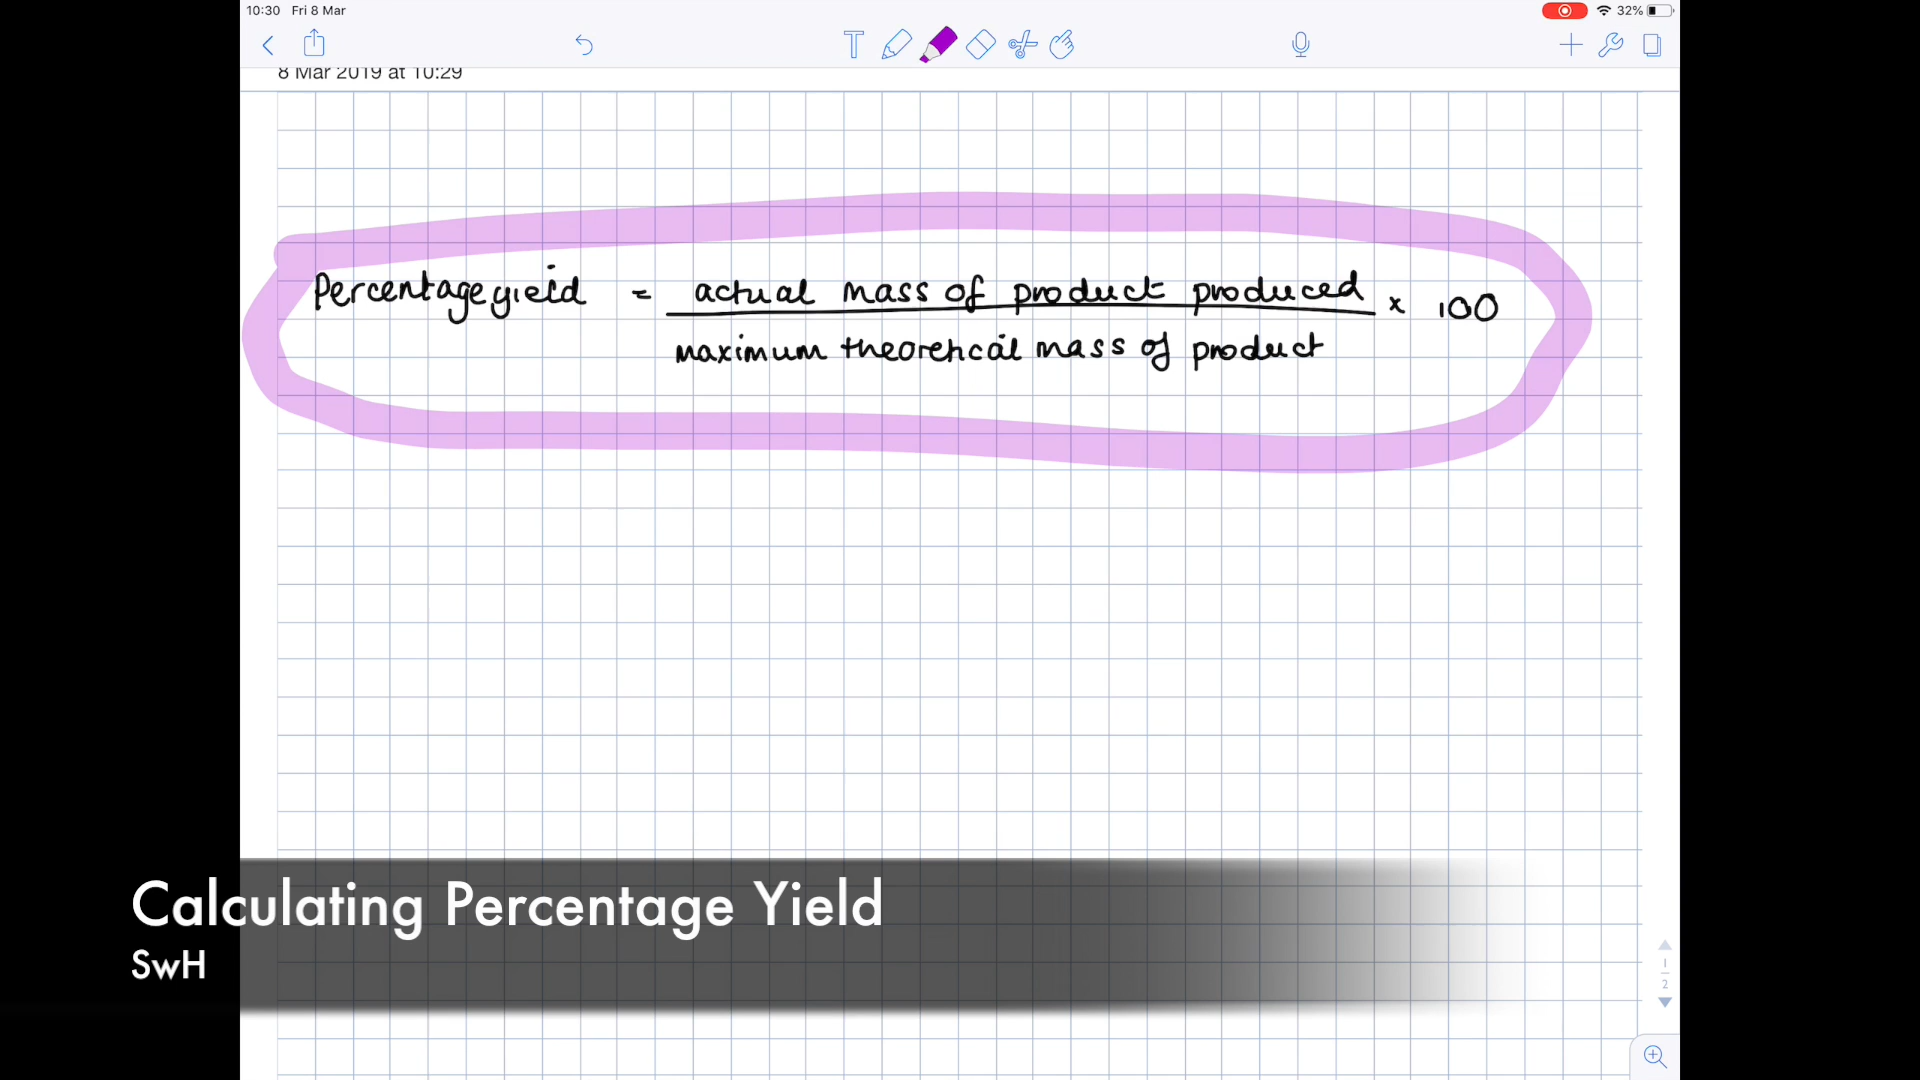 10:30 Fri 8 Mar 32%
8 Mar 2019 at 10:29
Percentage yield = actual mass of product produced × 100
maximum theoretical mass of product
Calculating Percentage Yield
SwH
1
2